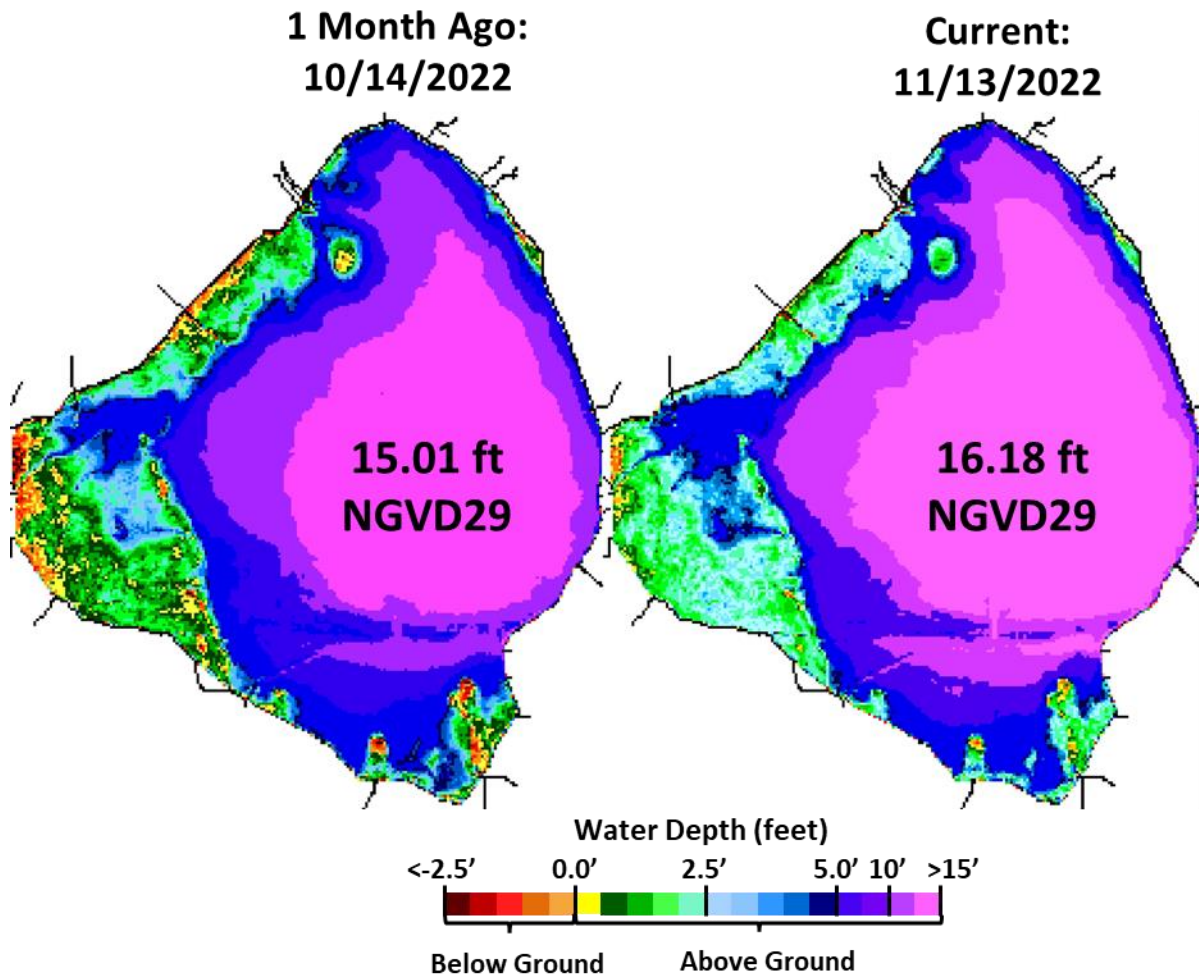 1 Month Ago:
10/14/2022
Current:
11/13/2022
15.01 ft
NGVD29
16.18 ft
NGVD29
Water Depth (feet)
<-2.5’ 0.0’ 2.5’ 5.0’ 10’ >15’
Below Ground Above Ground